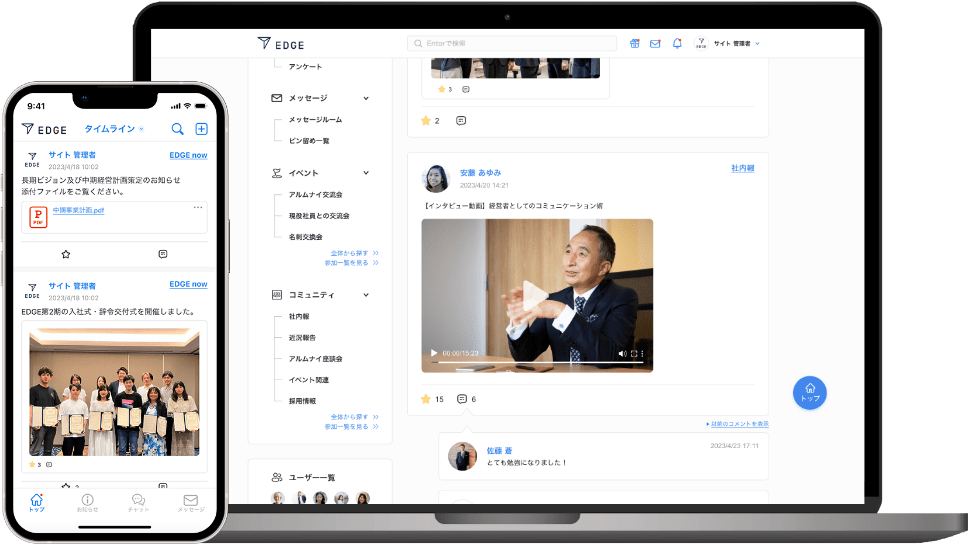 9:41
EDGE
タイムライン
EDGE
サイト 管理者
EDGE now
2023/4/18 10:02
長期ビジョン及び中期経営計画策定のお知らせ
添付ファイルをご覧ください。
PDF
中期事業計画.pdf
EDGE
サイト 管理者
EDGE now
2023/4/18 10:02
EDGE第2期の入社式・辞令交付式を開催しました。
3
2
トップ
お知らせ
チャット
メッセージ
EDGE
Enterで検索
EDGE
サイト 管理者
アンケート
メッセージ
メッセージルーム
ピン留め一覧
イベント
アルムナイ交流会
現役社員との交流会
名刺交換会
全体から探す
参加一覧を見る
コミュニティ
社内報
近況報告
アルムナイ座談会
イベント関連
採用情報
全体から探す
参加一覧を見る
ユーザー一覧
3
2
安藤 あゆみ
社内報
2023/4/20 14:21
【インタビュー動画】経営者としてのコミュニケーション術
00:00/15:23
15
6
以前のコメントを表示
佐藤 蒼
2023/4/23 17:11
とても勉強になりました！
トップ